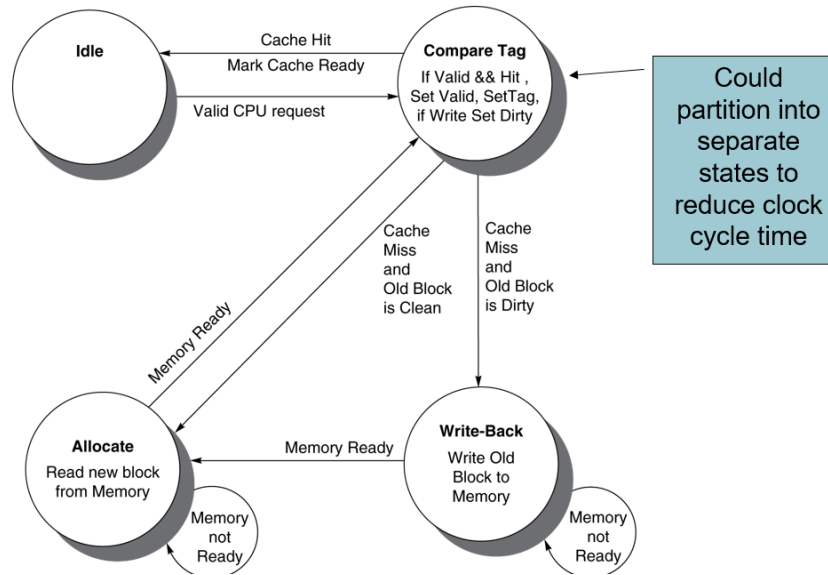 Idle
Cache Hit
Mark Cache Ready
Valid CPU request
Compare Tag
If Valid && Hit ,
Set Valid, SetTag,
if Write Set Dirty
Could
partition into
separate
states to
reduce clock
cycle time
Cache
Miss
and
Old Block
is Clean
Cache
Miss
and
Old Block
is Dirty
Memory Ready
Allocate
Read new block
from Memory
Memory Ready
Write-Back
Write Old
Block to
Memory
Memory
not
Ready
Memory
not
Ready